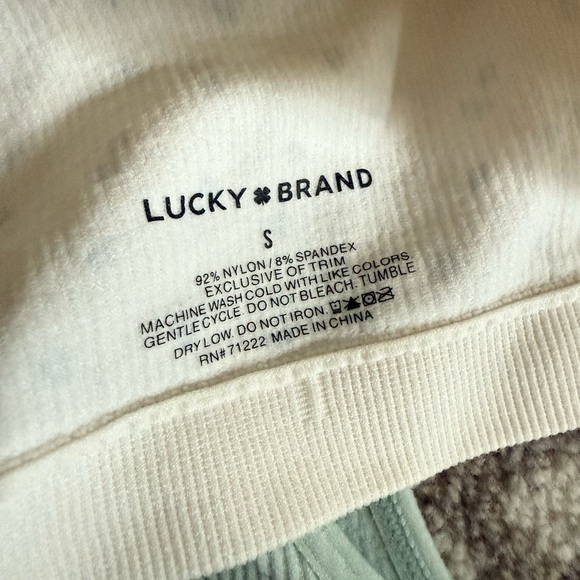 LUCKY BRAND
S
92% NYLON / 8% SPANDEX
EXCLUSIVE OF TRIM
MACHINE WASH COLD WITH LIKE COLORS
GENTLE CYCLE. DO NOT BLEACH. TUMBLE
DRY LOW. DO NOT IRON.
RN# 71222 MADE IN CHINA